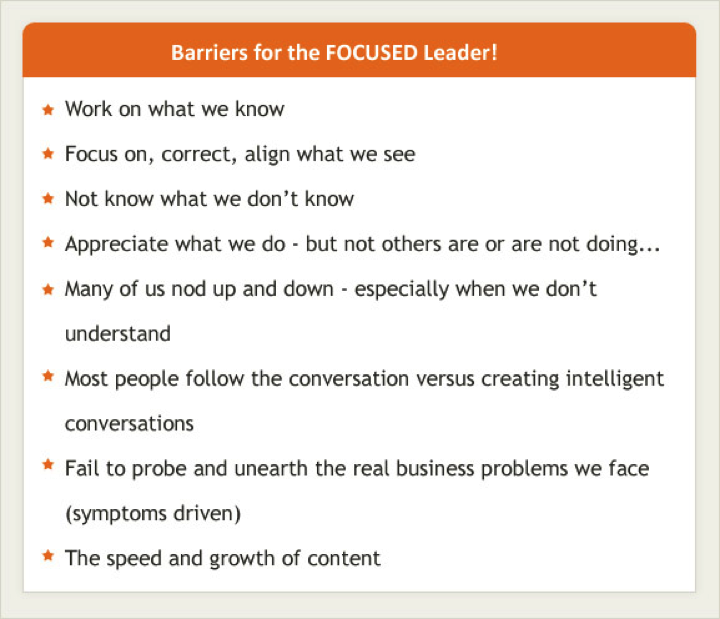 Barriers for the FOCUSED Leader!
Work on what we know
Focus on, correct, align what we see
Not know what we don’t know
Appreciate what we do - but not others are or are not doing...
Many of us nod up and down - especially when we don’t
understand
Most people follow the conversation versus creating intelligent
conversations
Fail to probe and unearth the real business problems we face
(symptoms driven)
The speed and growth of content